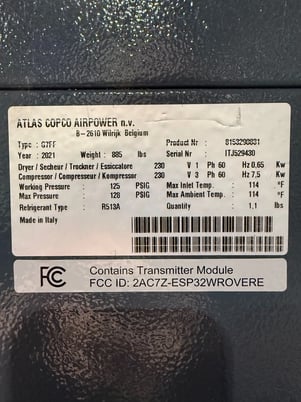 ATLAS COPCO AIRPOWER n.v.
B-2610 Wilrijk Belgium
Type : G7FF Product Nr : 8153290831
Year : 2021 Weight : 885 lbs Serial Nr : ITJ529430
Dryer / Secheur / Trockner / Essiccatore 230 V 1 Ph 60 Hz 0,65 Kw
Compressor / Compresseur / Kompressor 230 V 3 Ph 60 Hz 7,5 Kw
Working Pressure : 125 PSIG Max Inlet Temp. : 114 °F
Max Pressure : 128 PSIG Max Ambient Temp. : 114 °F
Refrigerant Type R513A Quantity : 1,1 lbs
Made in Italy
FC Contains Transmitter Module
FCC ID: 2AC7Z-ESP32WROVERE